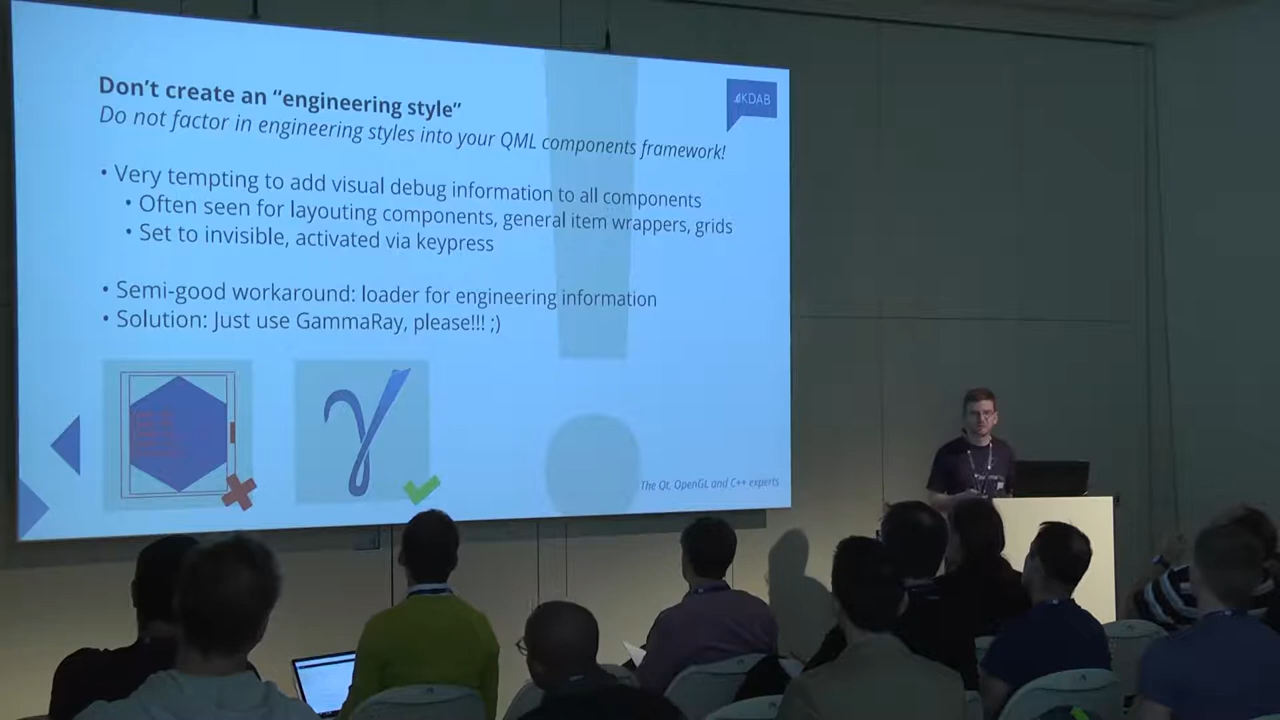 Don't create an “engineering style”
KDAB
Do not factor in engineering styles into your QML components framework!
• Very tempting to add visual debug information to all components
• Often seen for layouting components, general item wrappers, grids
• Set to invisible, activated via keypress
• Semi-good workaround: loader for engineering information
• Solution: Just use GammaRay, please!!! ;)
γ
The Qt, OpenGL and C++ experts